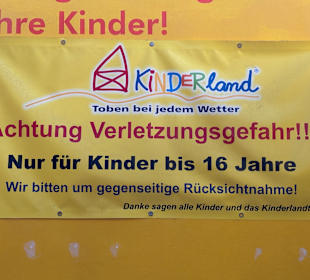 ngsge
hre Kinder!
KiNDERland
Toben bei jedem Wetter
Achtung Verletzungsgefahr!!
Nur für Kinder bis 16 Jahre
Wir bitten um gegenseitige Rücksichtnahme!
Danke sagen alle Kinder und das Kinderland